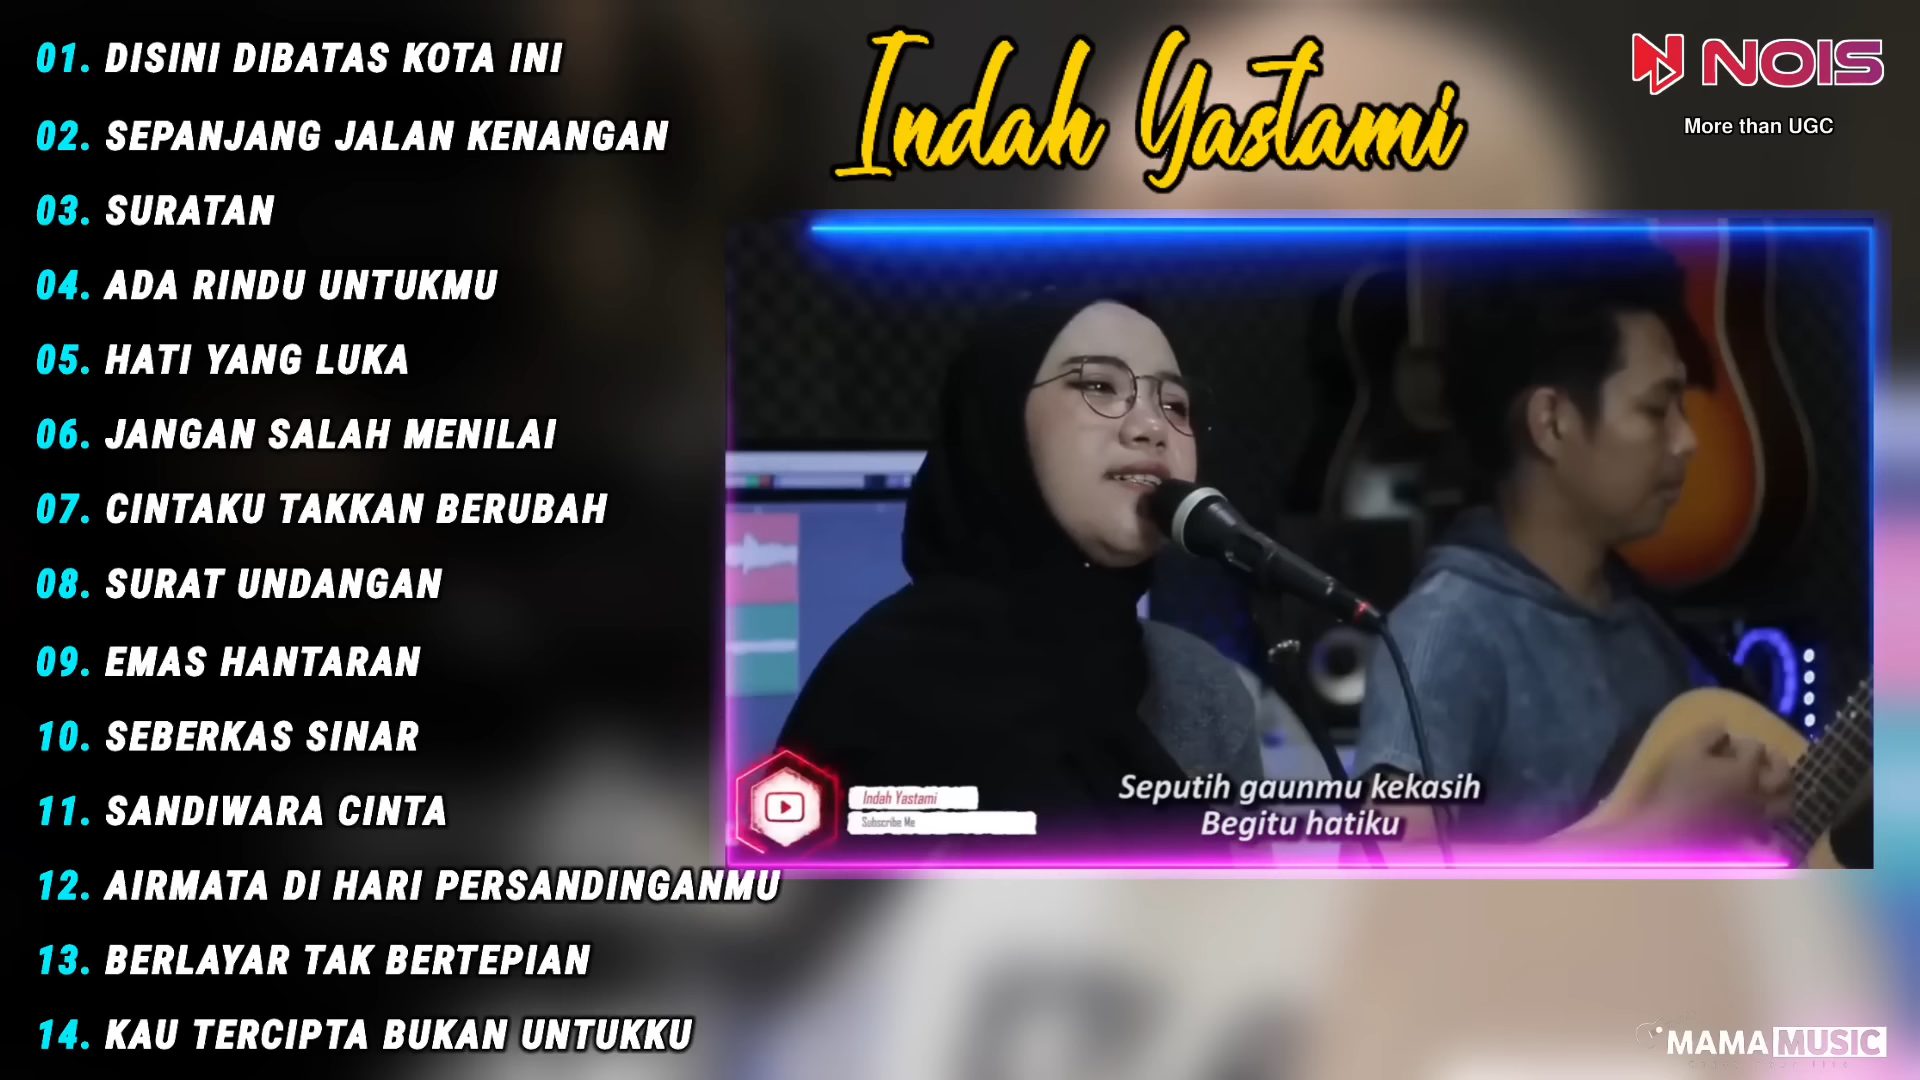 01. DISINI DIBATAS KOTA INI
02. SEPANJANG JALAN KENANGAN
03. SURATAN
04. ADA RINDU UNTUKMU
05. HATI YANG LUKA
06. JANGAN SALAH MENILAI
07. CINTAKU TAKKAN BERUBAH
08. SURAT UNDANGAN
09. EMAS HANTARAN
10. SEBERKAS SINAR
11. SANDIWARA CINTA
12. AIRMATA DI HARI PERSANDINGANMU
13. BERLAYAR TAK BERTEPIAN
14. KAU TERCIPTA BUKAN UNTUKKU
Indah Yastami
NOIS
More than UGC
Indah Yastami
Subscribe Me
Seputih gaunmu kekasih
Begitu hatiku
MAMA MUSIC